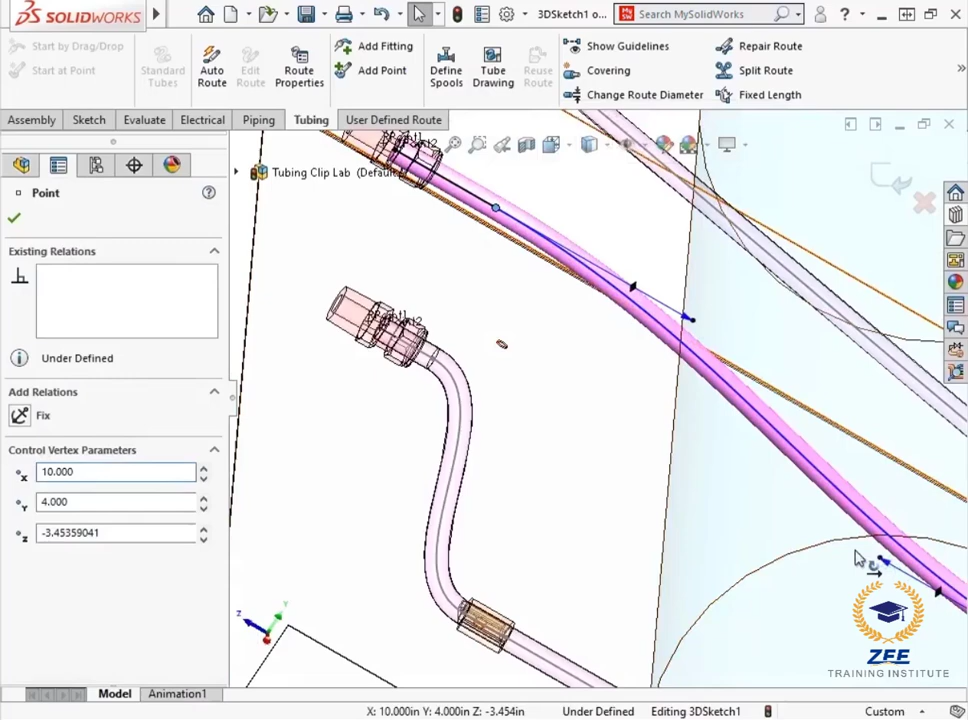 SOLIDWORKS
3DSketch1 o...
Search MySolidWorks
Start by Drag/Drop
Start at Point
Standard Tubes
Auto Route
Edit Route
Route Properties
Add Fitting
Add Point
Define Spools
Tube Drawing
Reuse Route
Show Guidelines
Covering
Change Route Diameter
Repair Route
Split Route
Fixed Length
Assembly Sketch Evaluate Electrical Piping Tubing User Defined Route
Tubing Clip Lab (Default
Point
Existing Relations
Under Defined
Add Relations
Fix
Control Vertex Parameters
X 10.000
Y 4.000
Z -3.45359041
Z Y
ZFE
TRAINING INSTITUTE
Model Animation1
X: 10.000in Y: 4.000in Z: -3.454in Under Defined Editing 3DSketch1 Custom